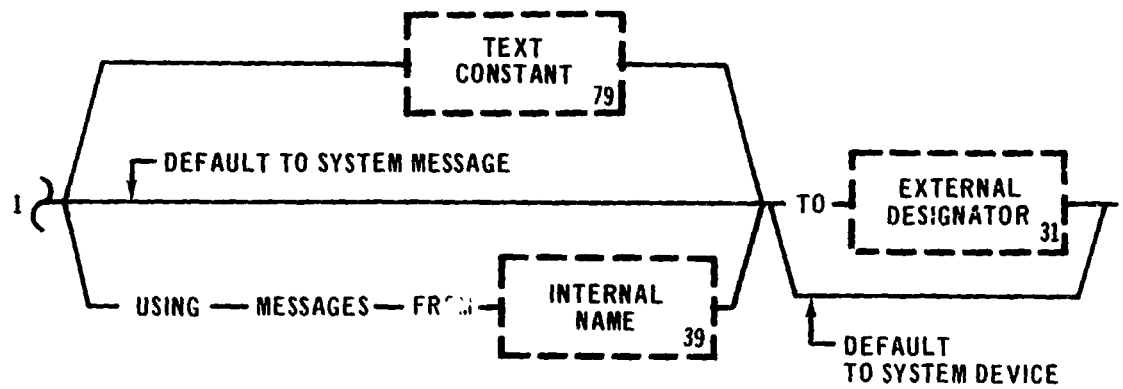 TEXT
CONSTANT
79
DEFAULT TO SYSTEM MESSAGE
1
TO
EXTERNAL
DESIGNATOR
31
USING MESSAGES
INTERNAL
NAME
39
DEFAULT
TO SYSTEM DEVICE